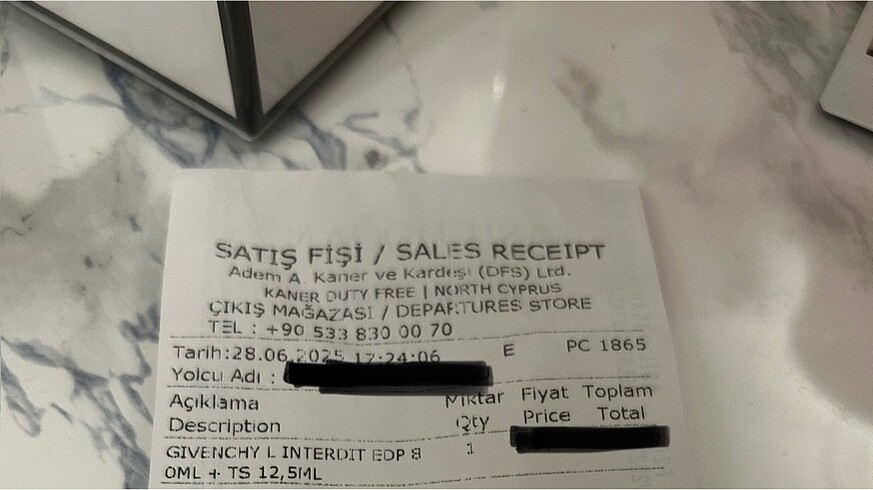 SATIŞ FİŞİ / SALES RECEIPT
Adem A. Kaner ve Kardeşi (DFS) Ltd.
KANER DUTY FREE | NORTH CYPRUS
ÇIKIŞ MAĞAZASI / DEPARTURES STORE
TEL : +90 533 830 00 70
Tarih:28.06.2025 17:24:06 E PC 1865
Yolcu Adı :
Açıklama Miktar Fiyat Toplam
Description Qty Price Total
GIVENCHY L INTERDIT EDP 8 1
0ML + TS 12,5ML